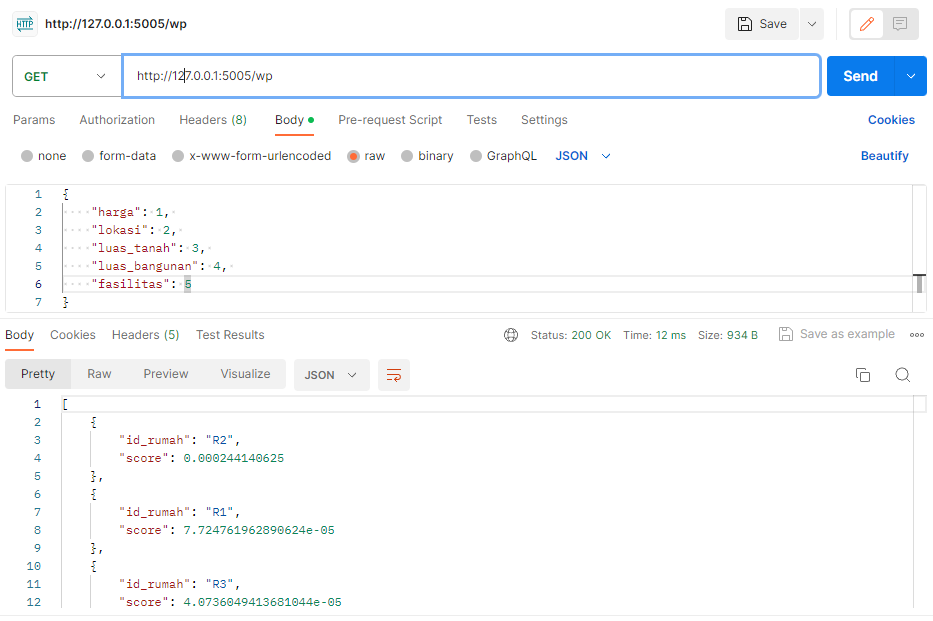 HTTP http://127.0.0.1:5005/wp Save
GET http://127.0.0.1:5005/wp Send
Params Authorization Headers (8) Body Pre-request Script Tests Settings Cookies
none form-data x-www-form-urlencoded raw binary GraphQL JSON Beautify
1 {
2 "harga": 1,
3 "lokasi": 2,
4 "luas_tanah": 3,
5 "luas_bangunan": 4,
6 "fasilitas": 5
7 }
Body Cookies Headers (5) Test Results Status: 200 OK Time: 12 ms Size: 934 B Save as example
Pretty Raw Preview Visualize JSON
1 [
2 {
3 "id_rumah": "R2",
4 "score": 0.000244140625
5 },
6 {
7 "id_rumah": "R1",
8 "score": 7.724761962890624e-05
9 },
10 {
11 "id_rumah": "R3",
12 "score": 4.0736049413681044e-05